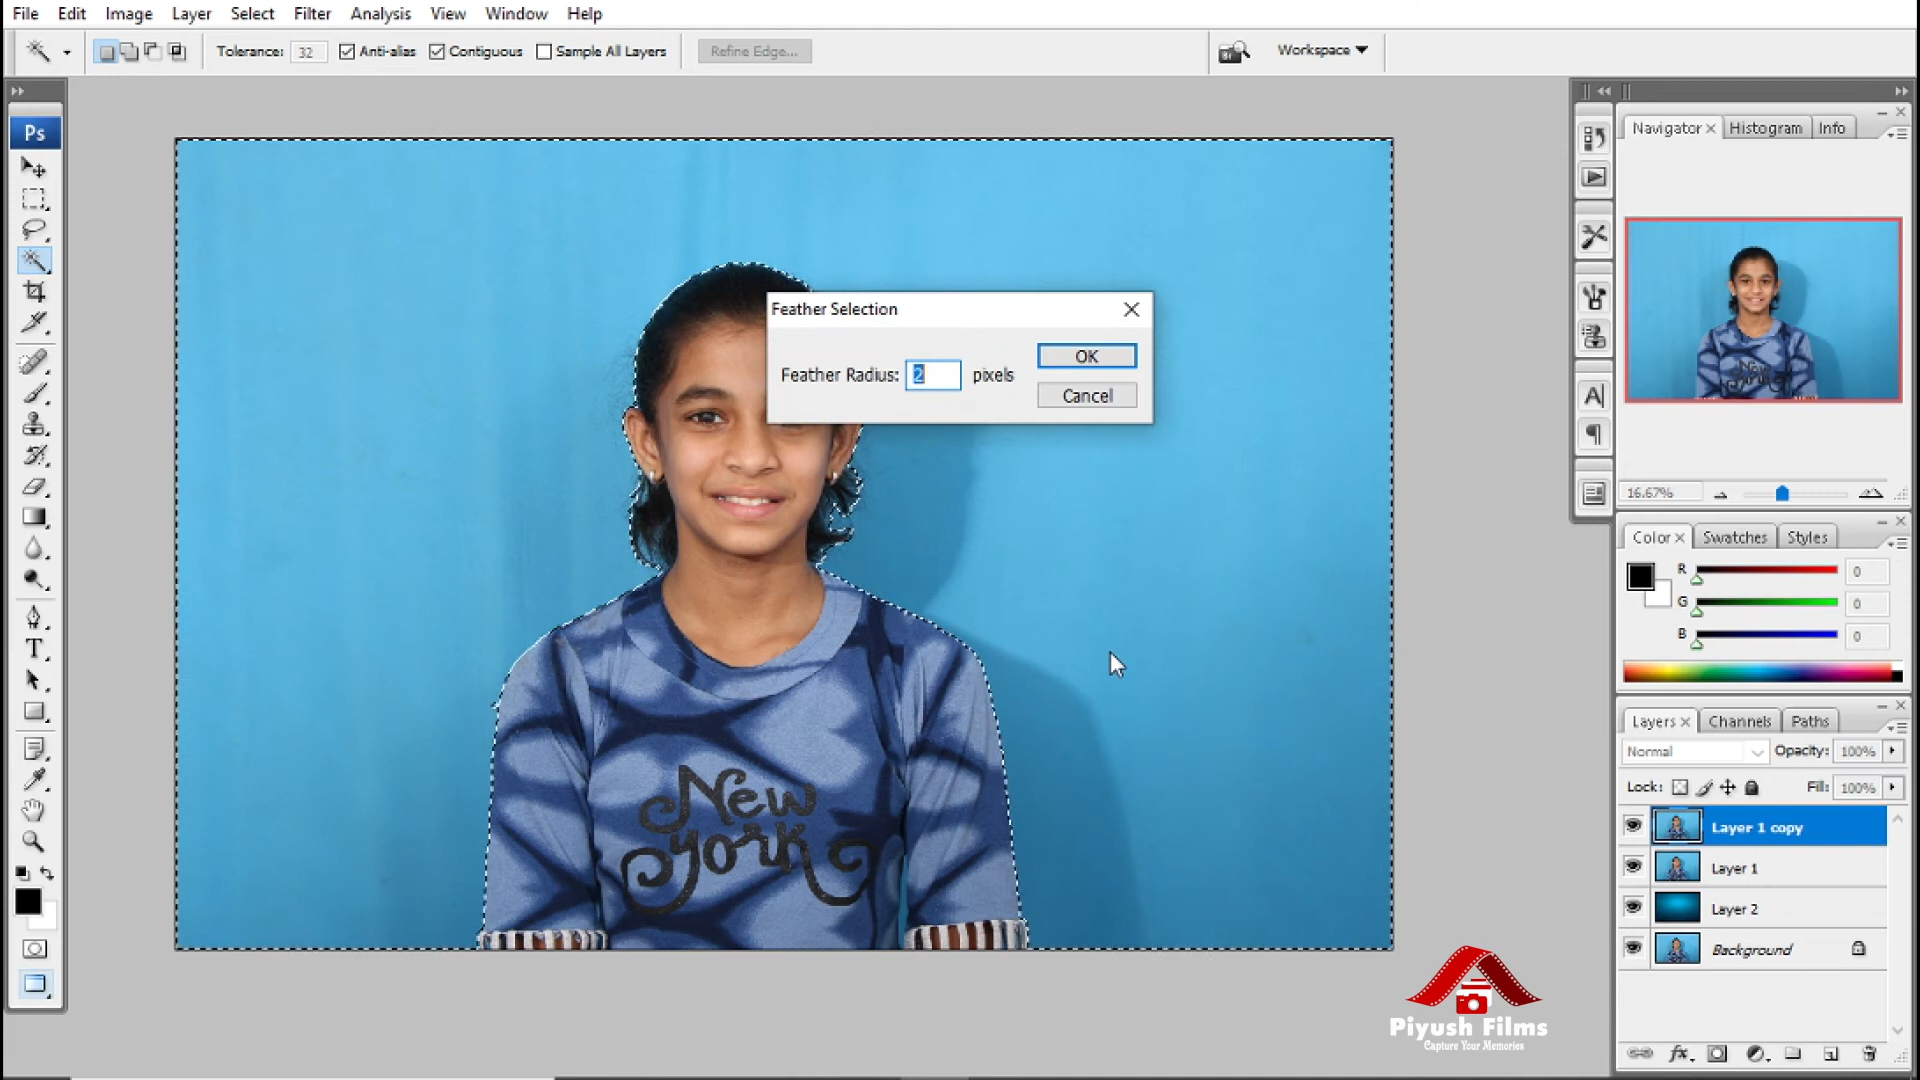 File Edit Image Layer Select Filter Analysis View Window Help
Tolerance: 32 Anti-alias Contiguous Sample All Layers Refine Edge... Workspace
Ps
Navigator Histogram Info
Feather Selection
Feather Radius: 2 pixels
OK
Cancel
16.67%
Color Swatches Styles
R 0
G 0
B 0
Layers Channels Paths
Normal Opacity: 100%
Lock: Fill: 100%
Layer 1 copy
Layer 1
Layer 2
Background
New
York
Piyush Films
Capture Your Memories